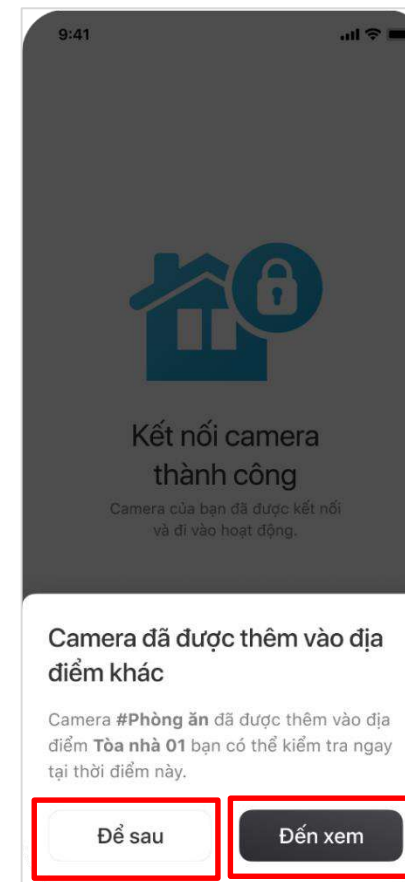 9:41
Kết nối camera
thành công
Camera của bạn đã được kết nối
và đi vào hoạt động.
Camera đã được thêm vào địa
điểm khác
Camera #Phòng ăn đã được thêm vào địa
điểm Tòa nhà 01 bạn có thể kiểm tra ngay
tại thời điểm này.
Để sau
Đến xem